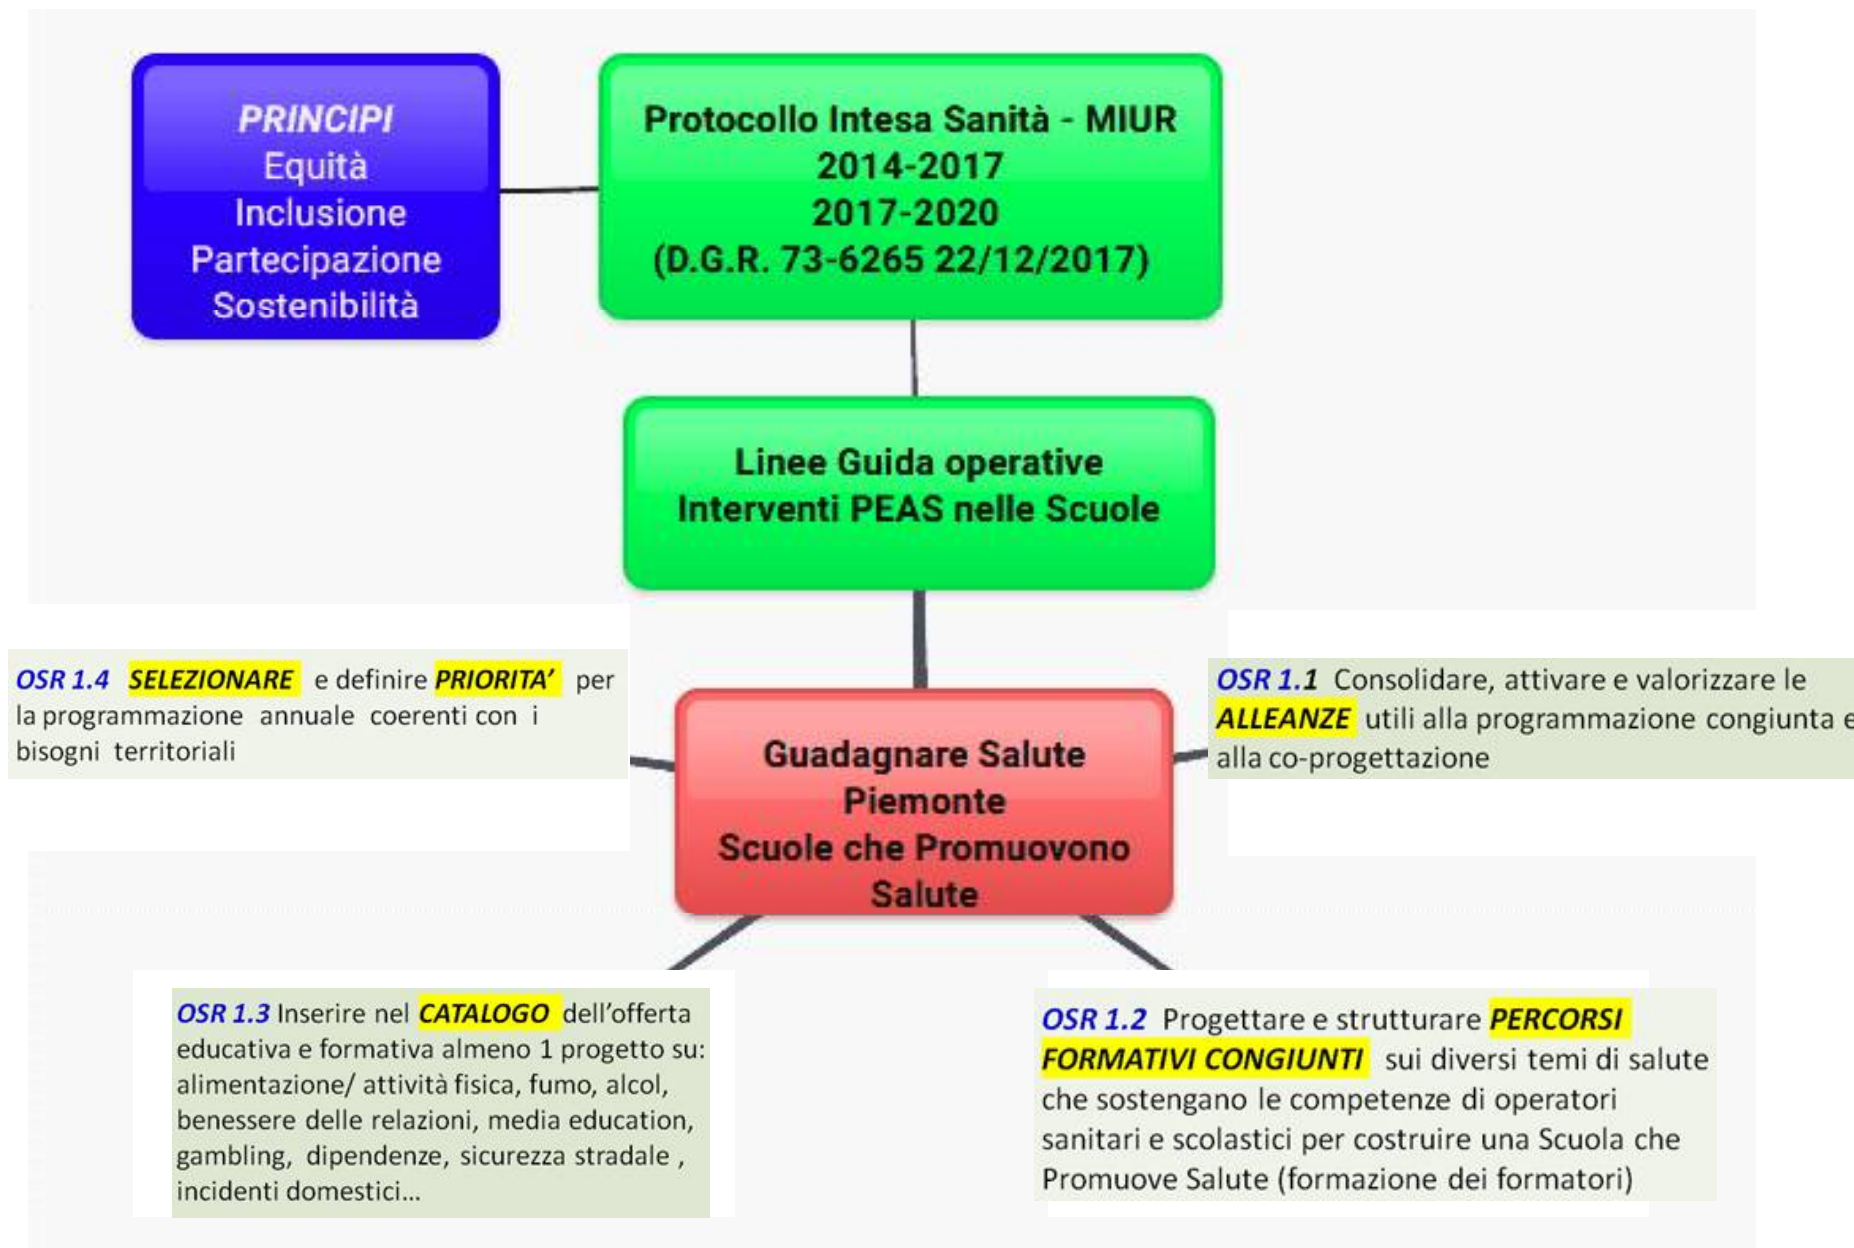 PRINCIPI
Equità
Inclusione
Partecipazione
Sostenibilità
Protocollo Intesa Sanità - MIUR
2014-2017
2017-2020
(D.G.R. 73-6265 22/12/2017)
Linee Guida operative
Interventi PEAS nelle Scuole
OSR 1.4 SELEZIONARE e definire PRIORITA’ per
la programmazione annuale coerenti con i
bisogni territoriali
Guadagnare Salute
Piemonte
Scuole che Promuovono
Salute
OSR 1.1 Consolidare, attivare e valorizzare le
ALLEANZE utili alla programmazione congiunta e
alla co-progettazione
OSR 1.3 Inserire nel CATALOGO dell’offerta
educativa e formativa almeno 1 progetto su:
alimentazione/ attività fisica, fumo, alcol,
benessere delle relazioni, media education,
gambling, dipendenze, sicurezza stradale ,
incidenti domestici…
OSR 1.2 Progettare e strutturare PERCORSI
FORMATIVI CONGIUNTI sui diversi temi di salute
che sostengano le competenze di operatori
sanitari e scolastici per costruire una Scuola che
Promuove Salute (formazione dei formatori)